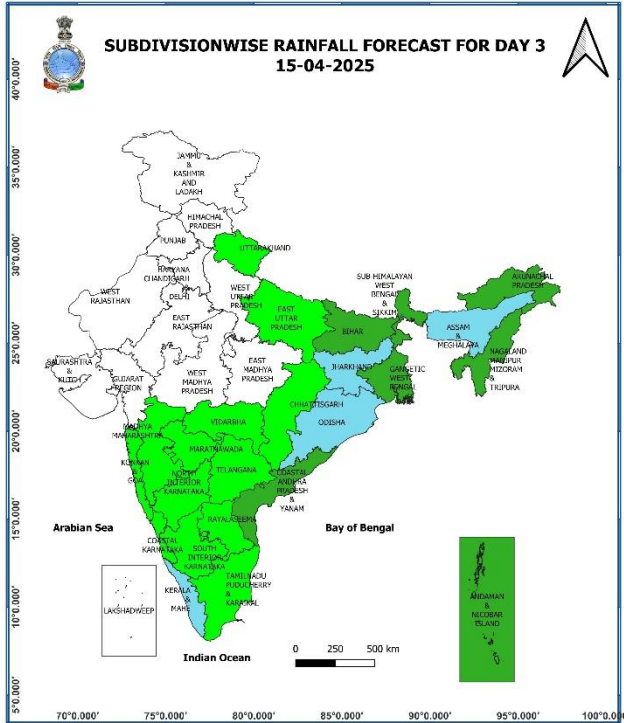 SUBDIVISIONWISE RAINFALL FORECAST FOR DAY 3
15-04-2025
40°0.000'
35°0.000'
30°0.000'
25°0.000'
20°0.000'
15°0.000'
10°0.000'
5°0.000'
JAMMU
&
KASHMIR
AND
LADAKH
HIMACHAL
PRADESH
PUNJAB
UTTARAKHAND
HARYANA
CHANDIGARH
DELHI
WEST
UTTAR
PRADESH
WEST
RAJASTHAN
EAST
RAJASTHAN
EAST
UTTAR
PRADESH
SUB-HIMALAYAN
WEST
BENGAL
&
SIKKIM
ARUNACHAL
PRADESH
BIHAR
ASSAM
&
MEGHALAYA
NAGALAND
MANIPUR
MIZORAM
&
TRIPURA
SAURASHTRA
&
KUTCH
GUJARAT
REGION
WEST
MADHYA
PRADESH
EAST
MADHYA
PRADESH
JHARKHAND
GANGETIC
WEST
BENGAL
CHHATTISGARH
ODISHA
MADHYA
MAHARASHTRA
VIDARBHA
MARATHAWADA
KONKAN
&
GOA
NORTH
INTERIOR
KARNATAKA
TELANGANA
COASTAL
ANDHRA
PRADESH
&
YANAM
RAYALASEEMA
COASTAL
KARNATAKA
SOUTH
INTERIOR
KARNATAKA
TAMILNADU
PUDUCHERRY
&
KARAIKAL
KERALA
&
MAHE
LAKSHADWEEP
ANDAMAN
&
NICOBAR
ISLAND
Arabian Sea
Bay of Bengal
Indian Ocean
0 250 500 km
70°0.000' 75°0.000' 80°0.000' 85°0.000' 90°0.000' 95°0.000' 100°0.000'